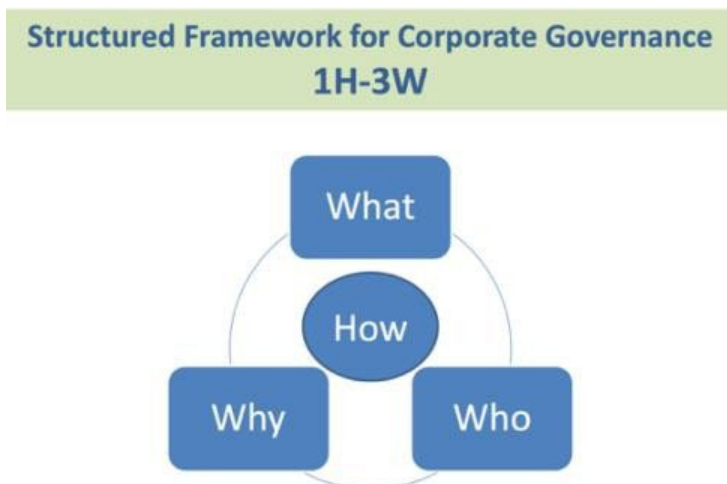 Structured Framework for Corporate Governance
1H-3W
What
How
Why
Who